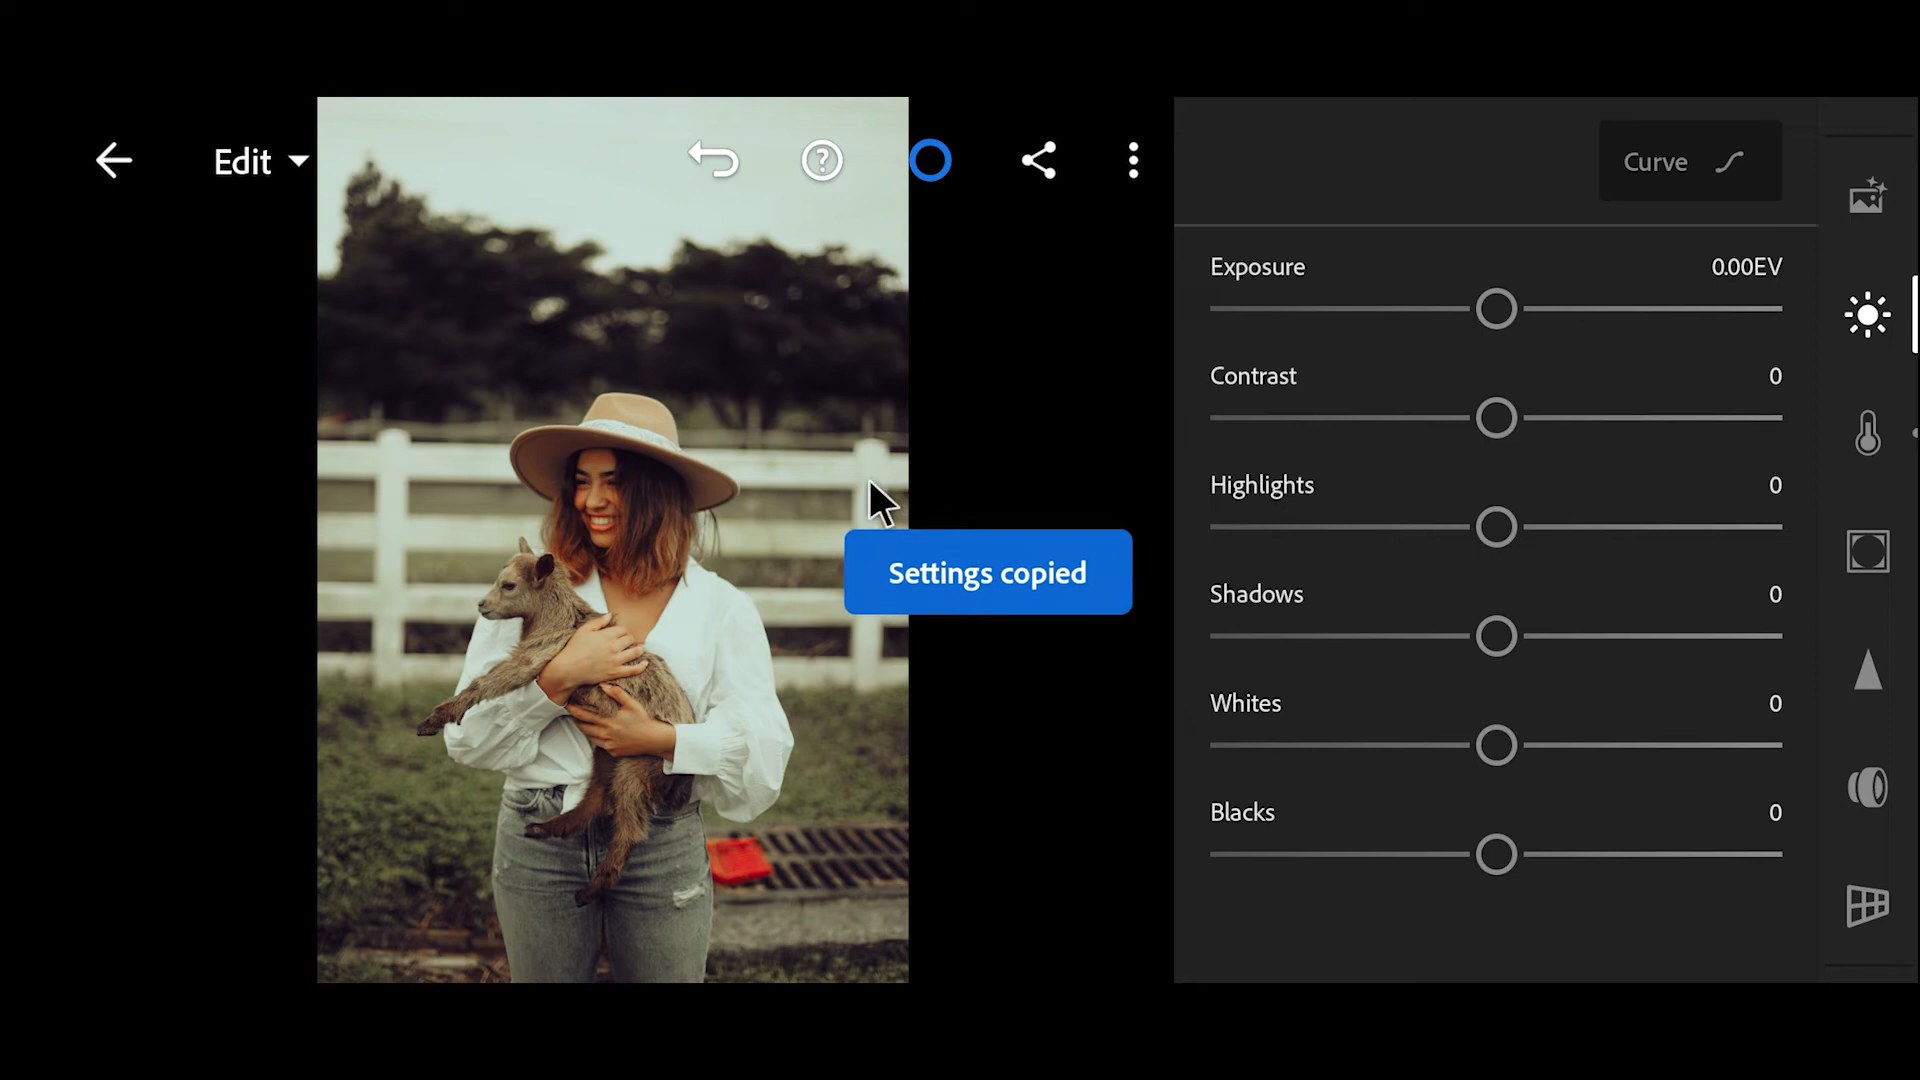 Edit
Curve
Exposure 0.00EV
Contrast 0
Highlights 0
Settings copied
Shadows 0
Whites 0
Blacks 0